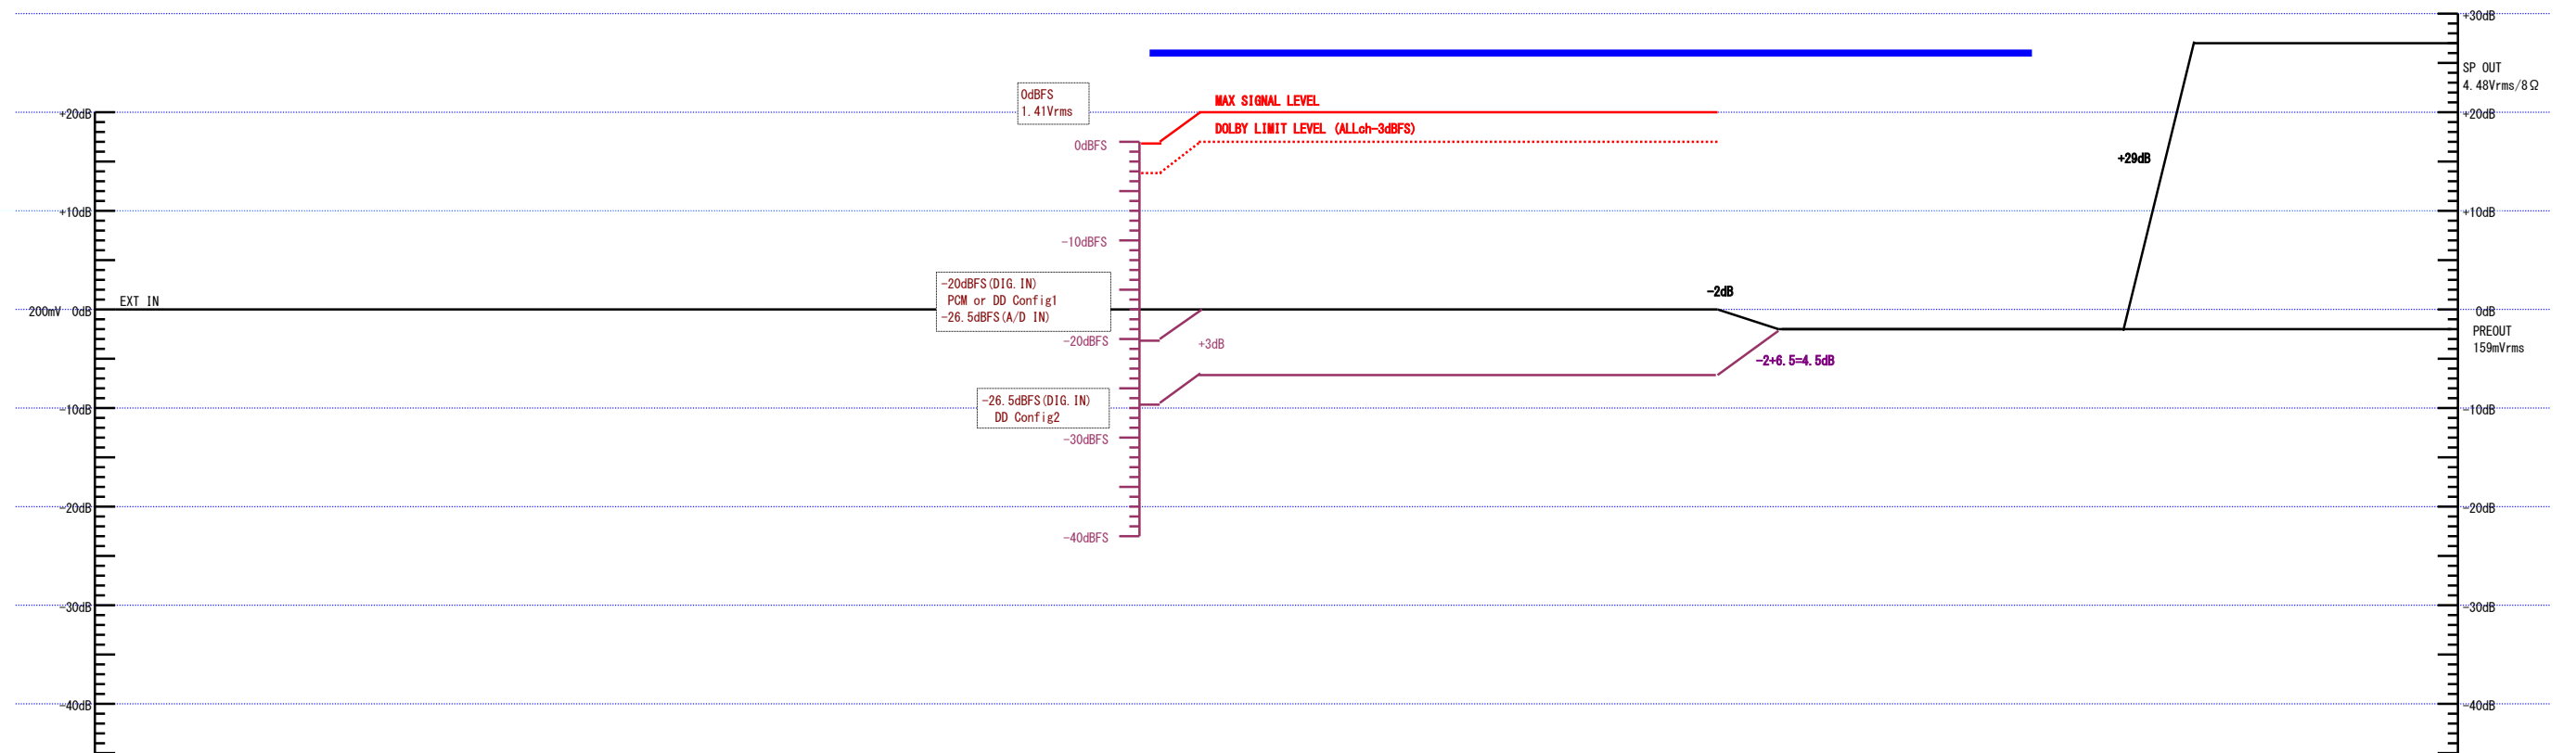 +30dB
SP OUT
4.48Vrms/8Ω
0dBFS
1.41Vrms
MAX SIGNAL LEVEL
+20dB
+20dB
DOLBY LIMIT LEVEL (ALLch-3dBFS)
0dBFS
+29dB
+10dB
+10dB
-10dBFS
-20dBFS(DIG.IN)
PCM or DD Config1
-26.5dBFS(A/D IN)
-2dB
EXT IN
200mV 0dB
0dB
PREOUT
159mVrms
-20dBFS
+3dB
-2+6.5=4.5dB
-26.5dBFS(DIG.IN)
DD Config2
-10dB
-10dB
-30dBFS
-20dB
-20dB
-40dBFS
-30dB
-30dB
-40dB
-40dB